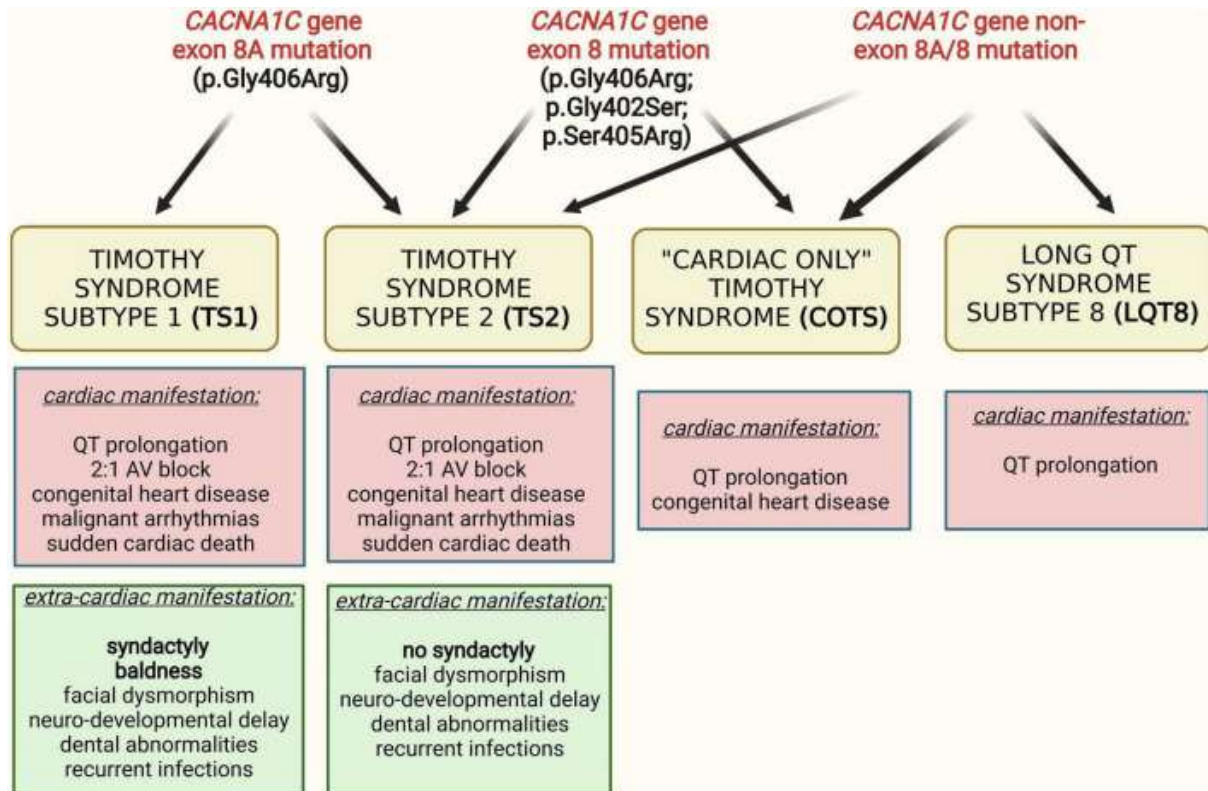 CACNA1C gene
exon 8A mutation
(p.Gly406Arg)
CACNA1C gene
exon 8 mutation
(p.Gly406Arg;
p.Gly402Ser;
p.Ser405Arg)
CACNA1C gene non-
exon 8A/8 mutation
TIMOTHY
SYNDROME
SUBTYPE 1 (TS1)
TIMOTHY
SYNDROME
SUBTYPE 2 (TS2)
"CARDIAC ONLY"
TIMOTHY
SYNDROME (COTS)
LONG QT
SYNDROME
SUBTYPE 8 (LQT8)
cardiac manifestation:
QT prolongation
2:1 AV block
congenital heart disease
malignant arrhythmias
sudden cardiac death
cardiac manifestation:
QT prolongation
2:1 AV block
congenital heart disease
malignant arrhythmias
sudden cardiac death
cardiac manifestation:
QT prolongation
congenital heart disease
cardiac manifestation:
QT prolongation
extra-cardiac manifestation:
syndactyly
baldness
facial dysmorphism
neuro-developmental delay
dental abnormalities
recurrent infections
extra-cardiac manifestation:
no syndactyly
facial dysmorphism
neuro-developmental delay
dental abnormalities
recurrent infections